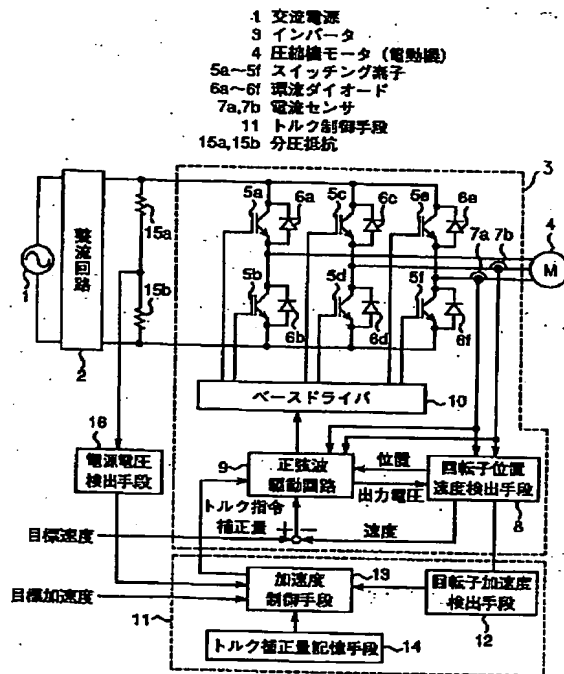 1 交流電源
3 インバータ
4 圧縮機モータ（電動機）
5a～5f スイッチング素子
6a～6f 環流ダイオード
7a,7b 電流センサ
11 トルク制御手段
15a,15b 分圧抵抗
3
5a
6a
5c
6c
5e
6e
7a 7b
4
M
15a
整流回路
1
15b
5b
6b
5d
6d
5f
6f
2
ベースドライバ
10
16
電源電圧
検出手段
9
正弦波
駆動回路
位置
出力電圧
回転子位置
速度検出手段
8
トルク指令
補正量
＋ −
目標速度
速度
13
加速度
制御手段
回転子加速度
検出手段
12
目標加速度
11
トルク補正量記憶手段
14